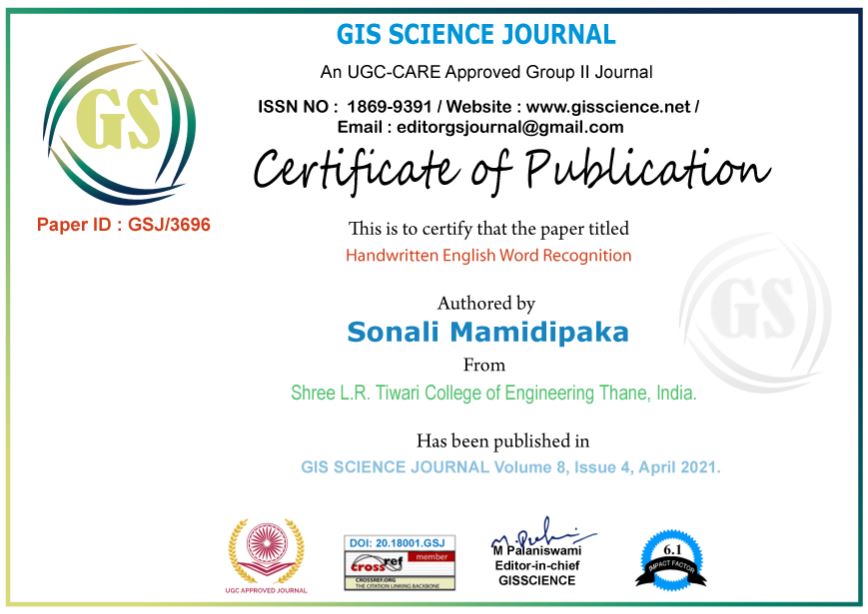 GIS SCIENCE JOURNAL
An UGC-CARE Approved Group II Journal
ISSN NO : 1869-9391 / Website : www.gisscience.net /
Email : editorgsjournal@gmail.com
GS
Certificate of Publication
Paper ID : GSJ/3696
This is to certify that the paper titled
Handwritten English Word Recognition
Authored by
Sonali Mamidipaka
GS
From
Shree L.R. Tiwari College of Engineering Thane, India.
Has been published in
GIS SCIENCE JOURNAL Volume 8, Issue 4, April 2021.
UGC APPROVED JOURNAL
DOI: 20.18001.GSJ
crossref
member
CROSSREF.ORG
THE CITATION LINKING BACKBONE
M Palaniswami
Editor-in-chief
GISSCIENCE
6.1
IMPACT FACTOR